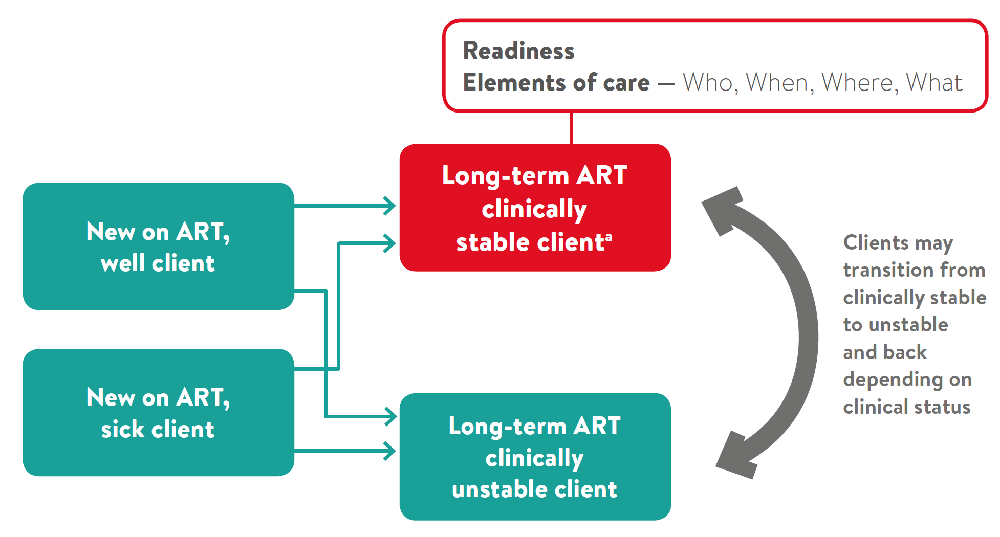 Readiness
Elements of care — Who, When, Where, What
Long-term ART
clinically
stable clientᵃ
New on ART,
well client
New on ART,
sick client
Long-term ART
clinically
unstable client
Clients may
transition from
clinically stable
to unstable
and back
depending on
clinical status